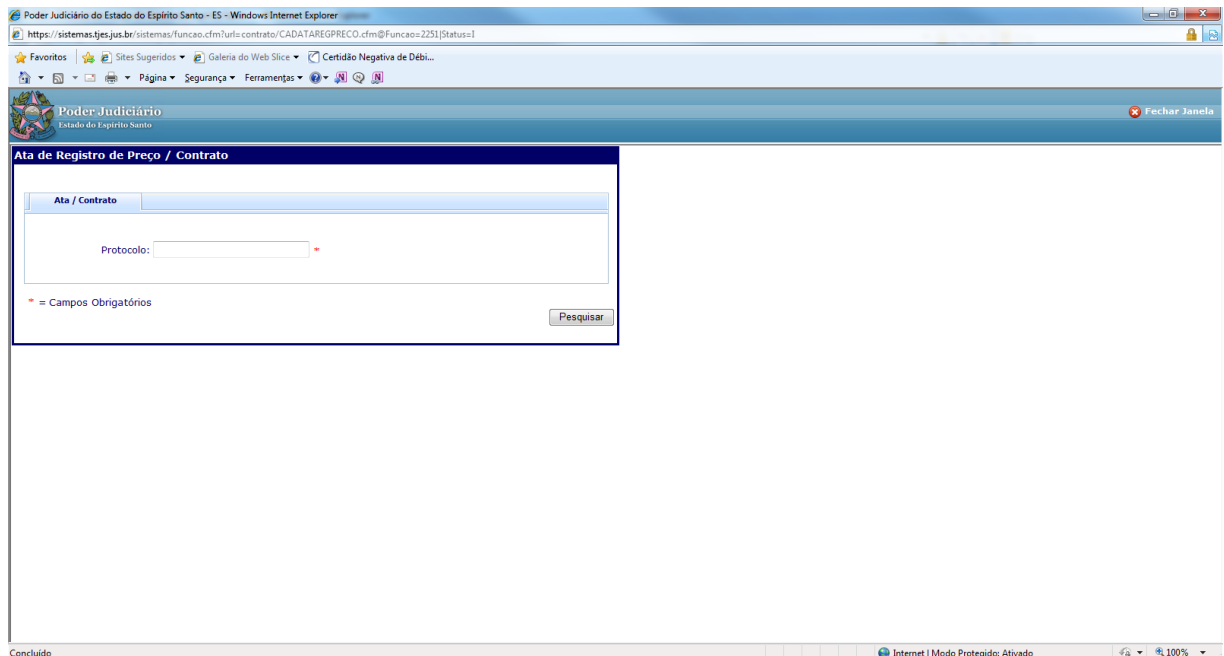 Poder Judiciário do Estado do Espírito Santo - ES - Windows Internet Explorer
https://sistemas.tjes.jus.br/sistemas/funcao.cfm?url=contrato/CADATAREGPRECO.cfm@Funcao=2251|Status=I
Favoritos Sites Sugeridos Galeria do Web Slice Certidão Negativa de Débi...
Página Segurança Ferramentas
Poder Judiciário
Estado do Espírito Santo
Fechar Janela
Ata de Registro de Preço / Contrato
Ata / Contrato
Protocolo: *
* = Campos Obrigatórios
Pesquisar
Concluído Internet | Modo Protegido: Ativado 100%